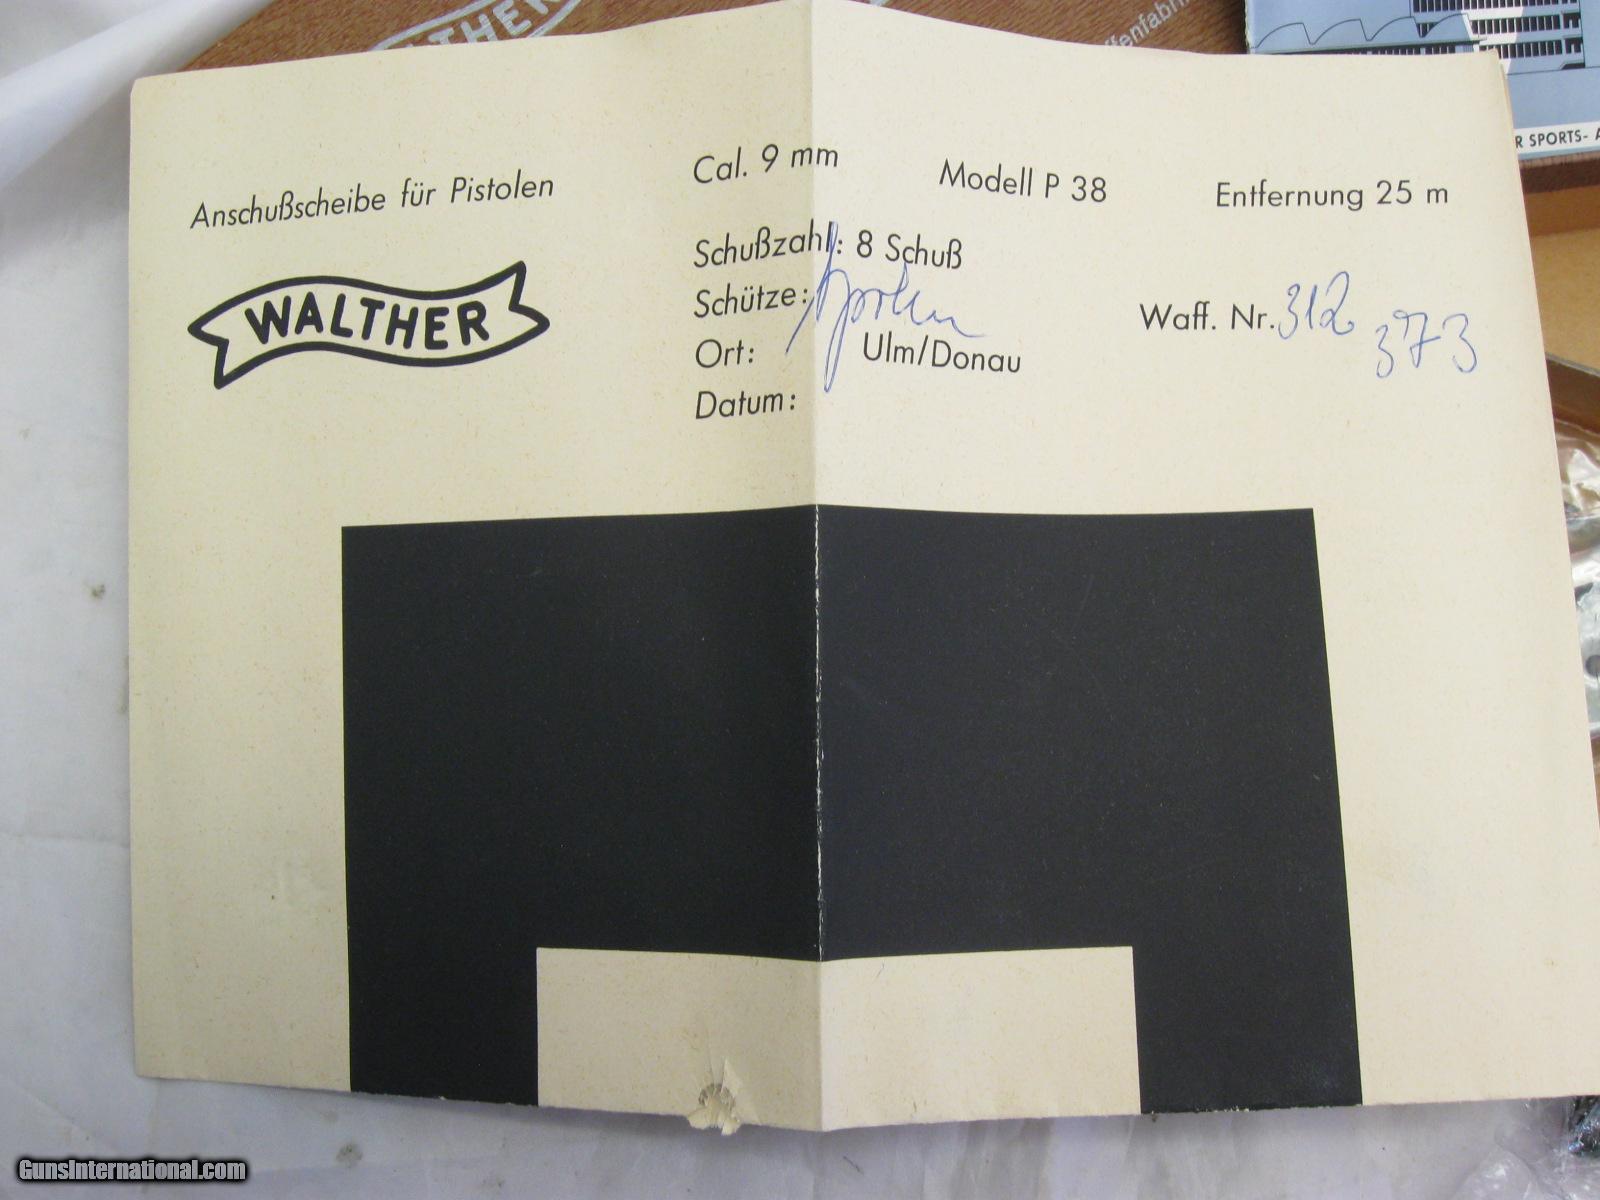 WALTHER
Anschußscheibe für Pistolen
Cal. 9 mm
Modell P 38
Entfernung 25 m
WALTHER
Schußzahl: 8 Schuß
Schütze:
Ort: Ulm/Donau
Datum:
Waff. Nr. 312
373
R SPORTS-
GunsInternational.com